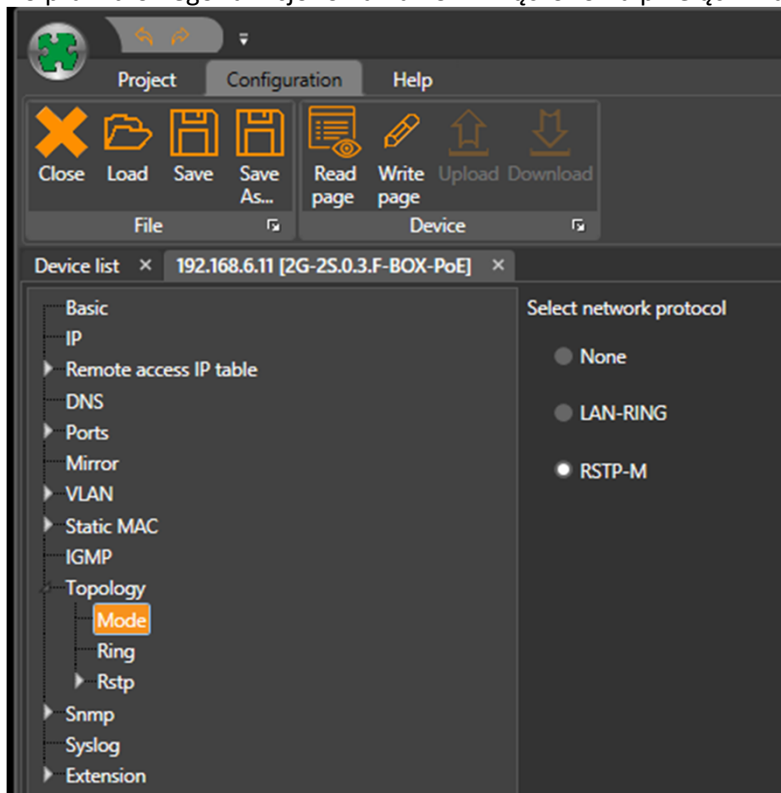 Project Configuration Help
Close Load Save Save As... Read page Write page Upload Download
File Device
Device list × 192.168.6.11 [2G-2S.0.3.F-BOX-PoE] ×
Basic
IP
Remote access IP table
DNS
Ports
Mirror
VLAN
Static MAC
IGMP
Topology
Mode
Ring
Rstp
Snmp
Syslog
Extension
Select network protocol
None
LAN-RING
RSTP-M